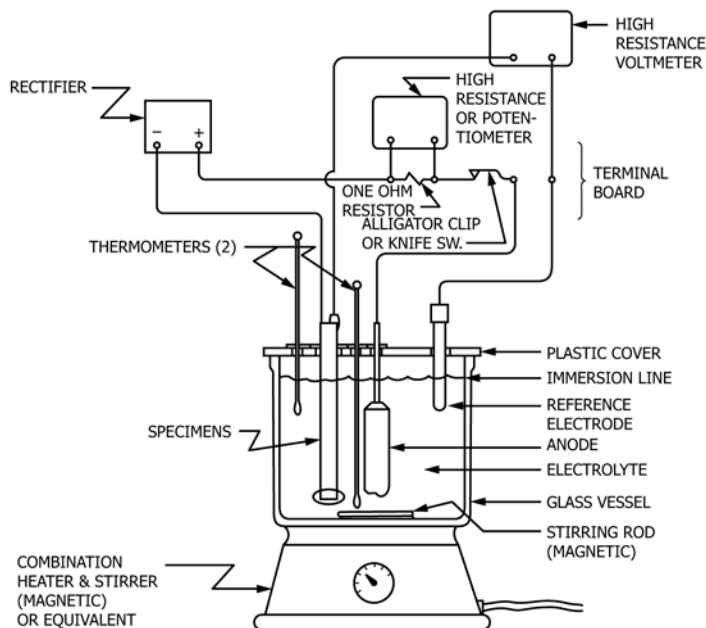 HIGH
RESISTANCE
VOLTMETER
RECTIFIER
− +
HIGH
RESISTANCE
OR POTEN-
TIOMETER
ONE OHM
RESISTOR
ALLIGATOR CLIP
OR KNIFE SW.
TERMINAL
BOARD
THERMOMETERS (2)
PLASTIC COVER
IMMERSION LINE
REFERENCE
ELECTRODE
SPECIMENS
ANODE
ELECTROLYTE
GLASS VESSEL
STIRRING ROD
(MAGNETIC)
COMBINATION
HEATER & STIRRER
(MAGNETIC)
OR EQUIVALENT